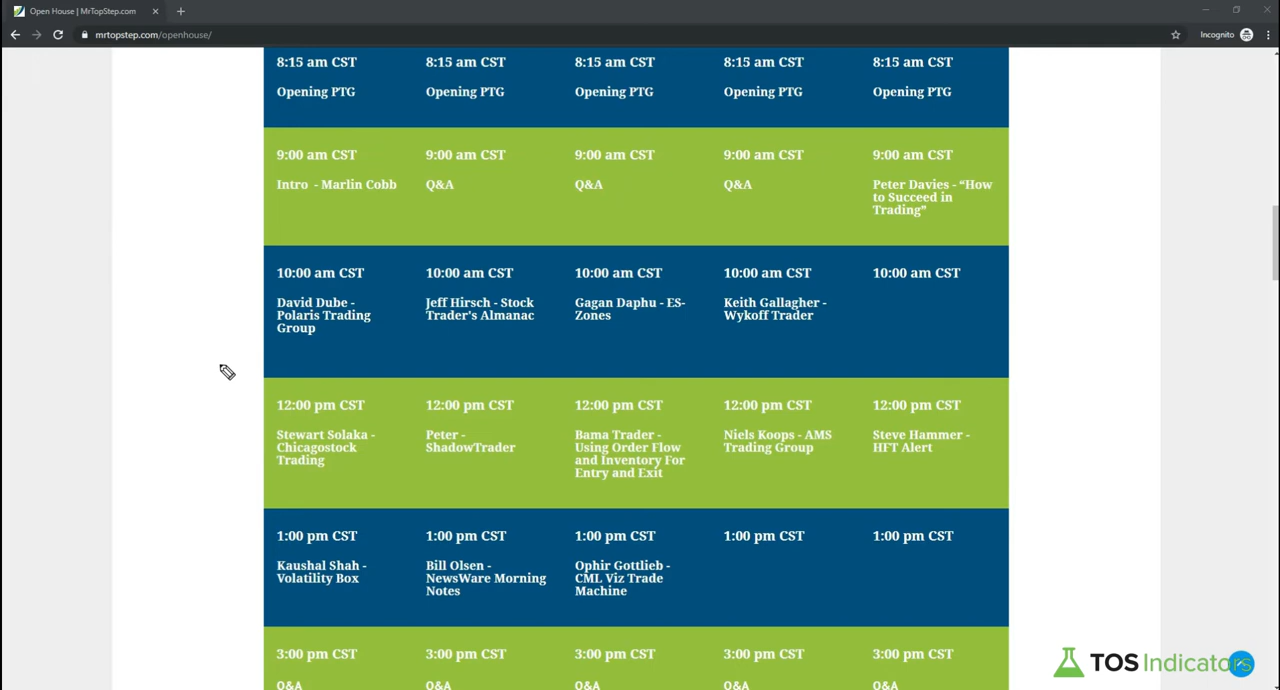 Open House | MrTopStep.com
mrtopstep.com/openhouse/
Incognito
8:15 am CST 8:15 am CST 8:15 am CST 8:15 am CST 8:15 am CST
Opening PTG Opening PTG Opening PTG Opening PTG Opening PTG
9:00 am CST 9:00 am CST 9:00 am CST 9:00 am CST 9:00 am CST
Intro - Marlin Cobb Q&A Q&A Q&A Peter Davies - “How
to Succeed in
Trading”
10:00 am CST 10:00 am CST 10:00 am CST 10:00 am CST 10:00 am CST
David Dube - Jeff Hirsch - Stock Gagan Daphu - ES- Keith Gallagher -
Polaris Trading Trader's Almanac Zones Wykoff Trader
Group
12:00 pm CST 12:00 pm CST 12:00 pm CST 12:00 pm CST 12:00 pm CST
Stewart Solaka - Peter - Bama Trader - Niels Koops - AMS Steve Hammer -
Chicagostock ShadowTrader Using Order Flow Trading Group HFT Alert
Trading and Inventory For
Entry and Exit
1:00 pm CST 1:00 pm CST 1:00 pm CST 1:00 pm CST 1:00 pm CST
Kaushal Shah - Bill Olsen - Ophir Gottlieb -
Volatility Box NewsWare Morning CML Viz Trade
Notes Machine
3:00 pm CST 3:00 pm CST 3:00 pm CST 3:00 pm CST 3:00 pm CST
Q&A Q&A Q&A Q&A Q&A
TOS Indicators